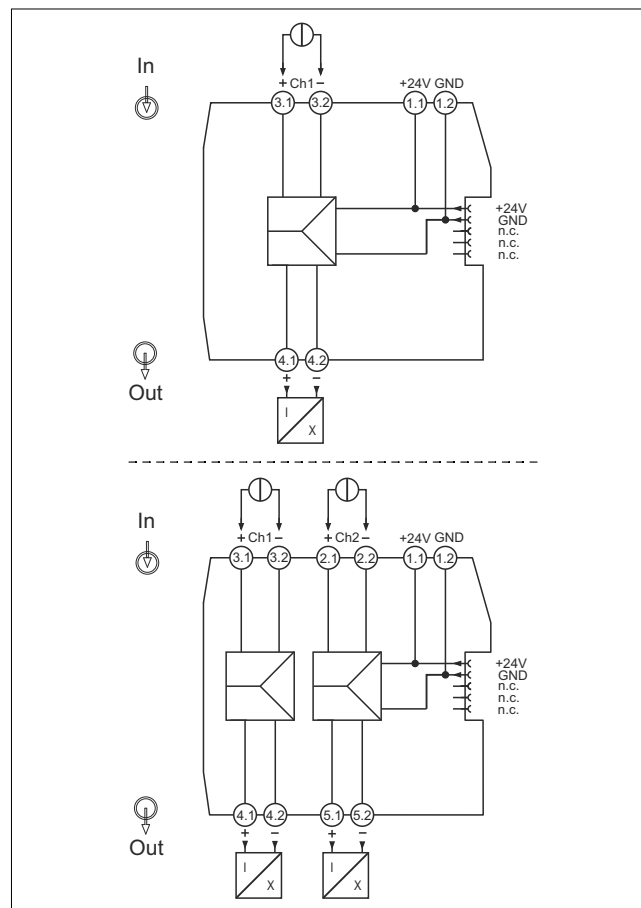 In
+ Ch1 − +24V GND
3.1 3.2 1.1 1.2
+24V
GND
n.c.
n.c.
n.c.
4.1 4.2
+ −
Out
I
X
In
+ Ch1 − + Ch2 − +24V GND
3.1 3.2 2.1 2.2 1.1 1.2
+24V
GND
n.c.
n.c.
n.c.
4.1 4.2 5.1 5.2
+ − + −
Out
I I
X X